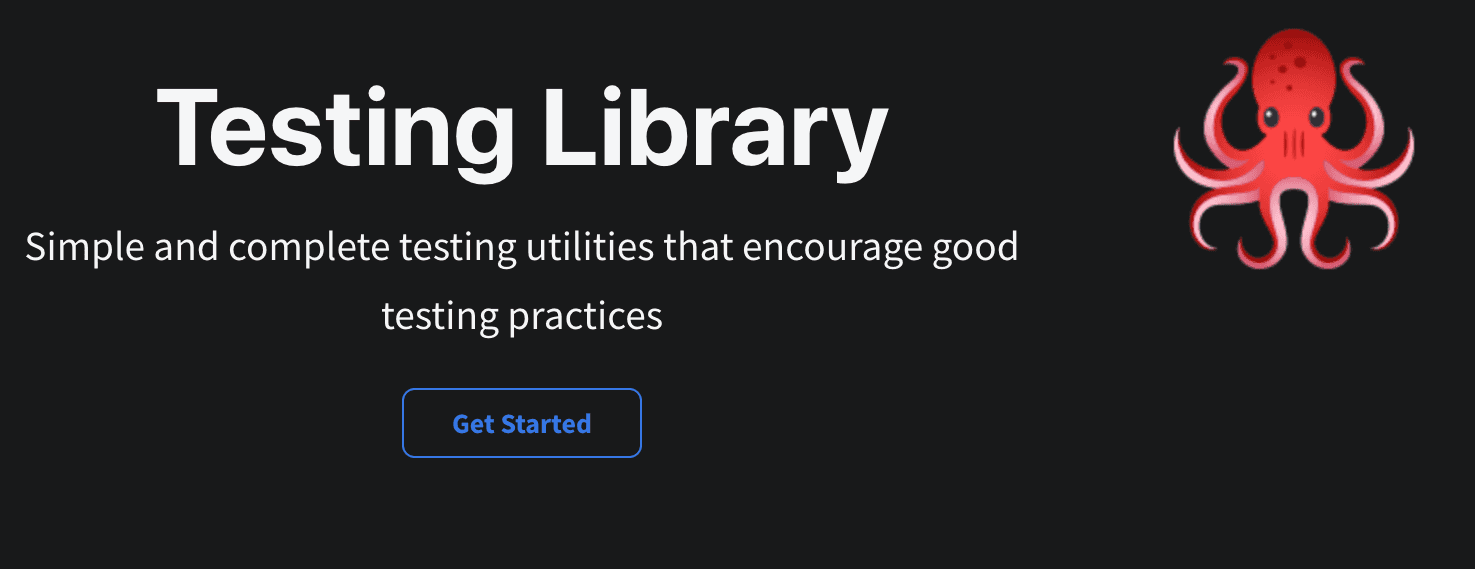 Testing Library
Simple and complete testing utilities that encourage good
testing practices
Get Started